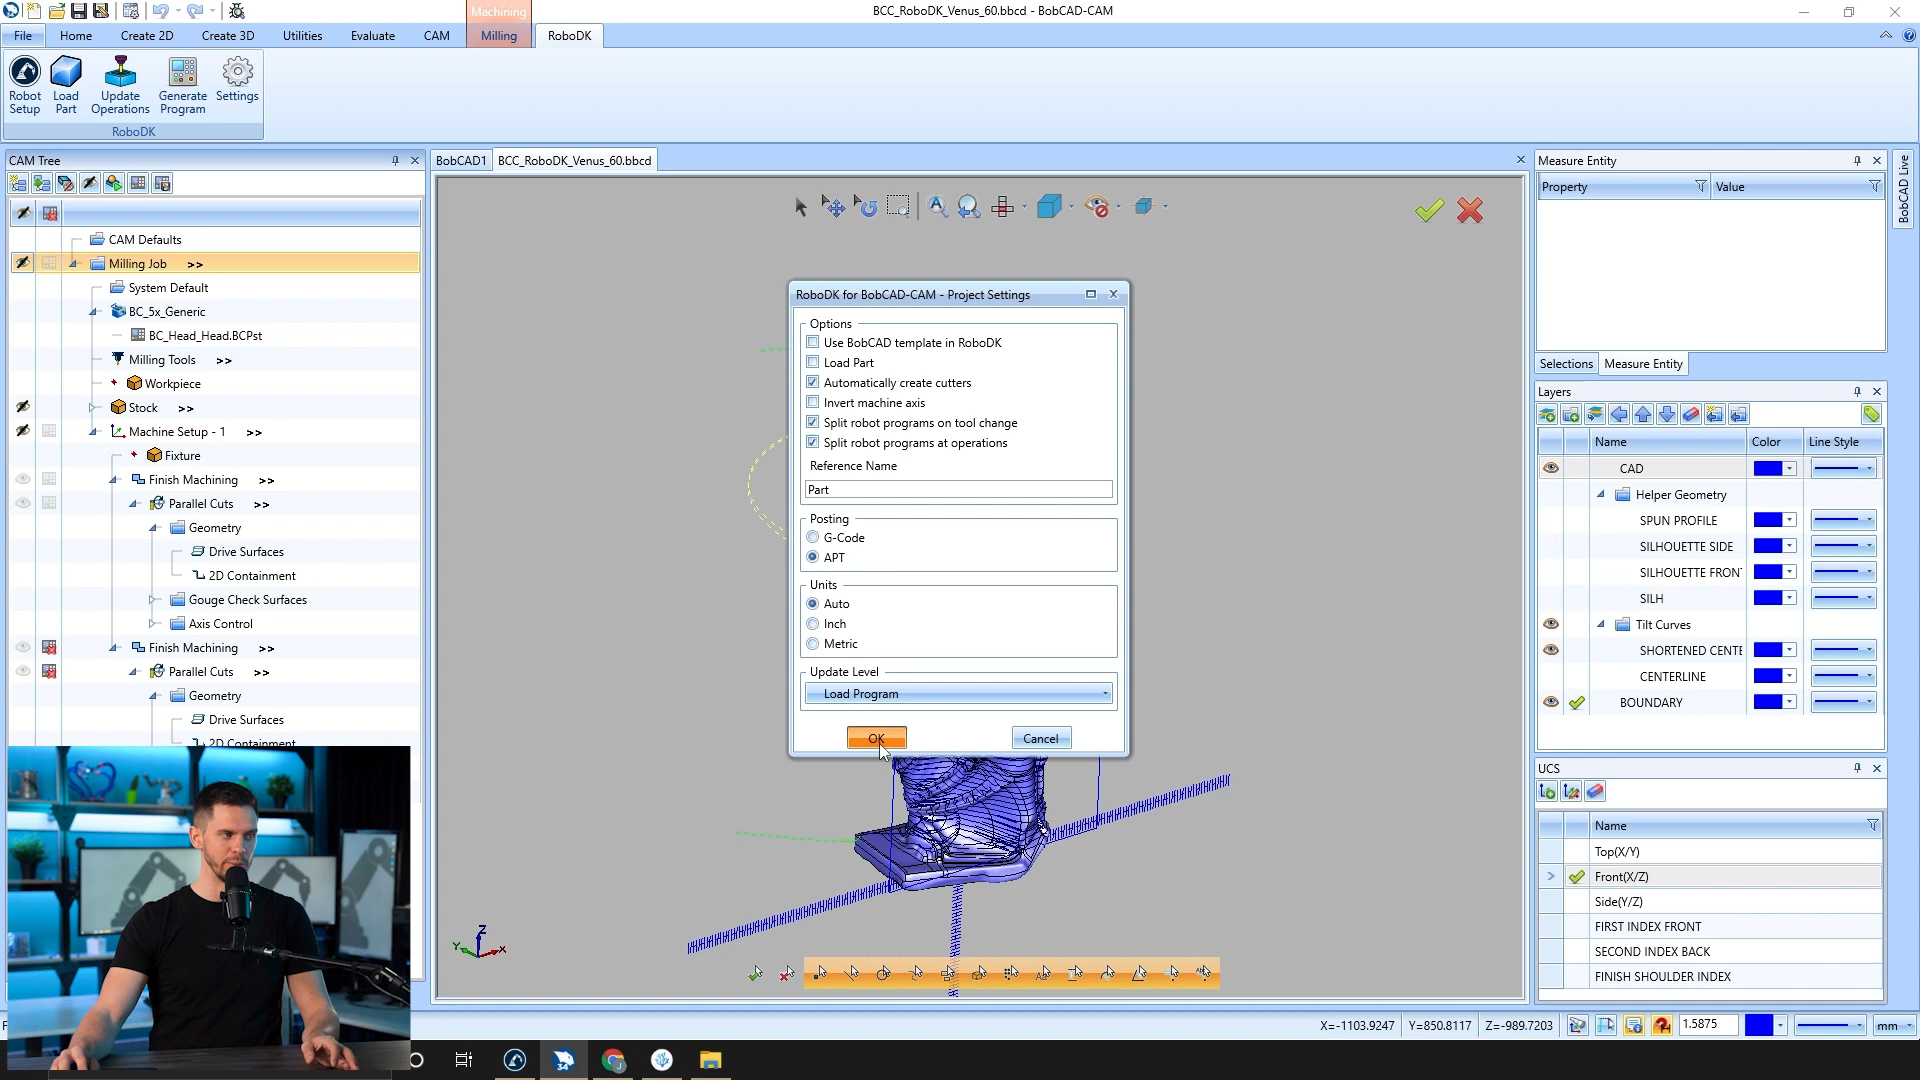 BCC_RoboDK_Venus_60.bbcd - BobCAD-CAM
Machining
File Home Create 2D Create 3D Utilities Evaluate CAM Milling RoboDK
Robot Setup
Load Part
Update Operations
Generate Program
Settings
RoboDK
CAM Tree
CAM Defaults
Milling Job >>
System Default
BC_5x_Generic
BC_Head_Head.BCPst
Milling Tools >>
Workpiece
Stock >>
Machine Setup - 1 >>
Fixture
Finish Machining >>
Parallel Cuts >>
Geometry
Drive Surfaces
2D Containment
Gouge Check Surfaces
Axis Control
Finish Machining >>
Parallel Cuts >>
Geometry
Drive Surfaces
2D Containment
BobCAD1 BCC_RoboDK_Venus_60.bbcd
RoboDK for BobCAD-CAM - Project Settings
Options
Use BobCAD template in RoboDK
Load Part
Automatically create cutters
Invert machine axis
Split robot programs on tool change
Split robot programs at operations
Reference Name
Part
Posting
G-Code
APT
Units
Auto
Inch
Metric
Update Level
Load Program
OK Cancel
Z
Y X
Measure Entity
Property Value
Selections Measure Entity
BobCAD Live
Layers
Name Color Line Style
CAD
Helper Geometry
SPUN PROFILE
SILHOUETTE SIDE
SILHOUETTE FRON
SILH
Tilt Curves
SHORTENED CENTE
CENTERLINE
BOUNDARY
UCS
Name
Top(X/Y)
> Front(X/Z)
Side(Y/Z)
FIRST INDEX FRONT
SECOND INDEX BACK
FINISH SHOULDER INDEX
X=-1103.9247 Y=850.8117 Z=-989.7203 1.5875 mm
34